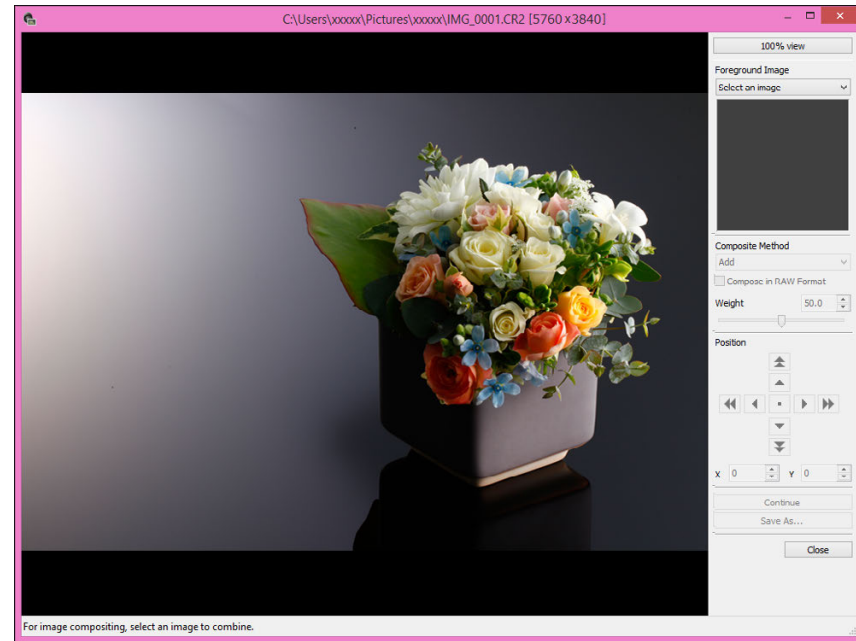 C:\Users\xxxxx\Pictures\xxxxx\IMG_0001.CR2 [5760 x3840]
100% view
Foreground Image
Select an image
Composite Method
Add
Compose in RAW Format
Weight 50.0
Position
X 0 Y 0
Continue
Save As...
Close
For image compositing, select an image to combine.